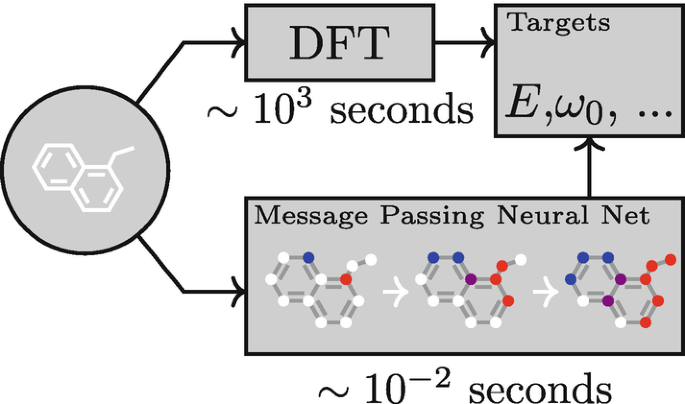 DFT
∼ 10³ seconds
Targets
E,ω₀, ...
Message Passing Neural Net
∼ 10⁻² seconds